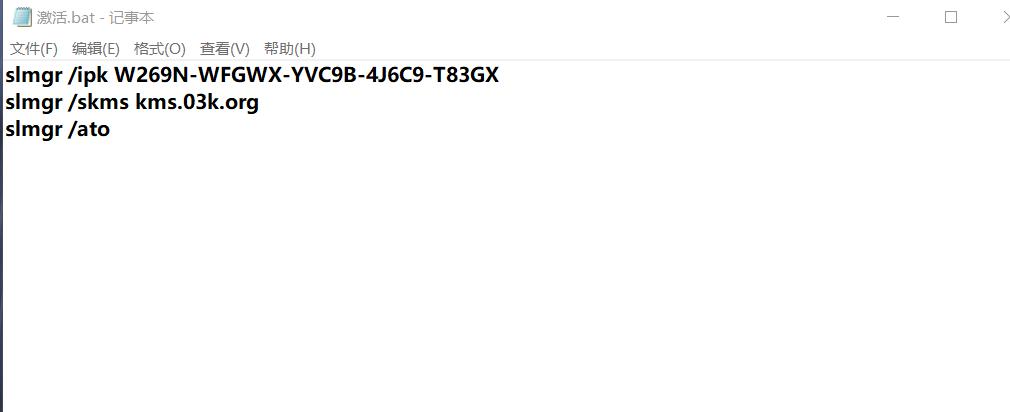 激活.bat - 记事本
文件(F) 编辑(E) 格式(O) 查看(V) 帮助(H)
slmgr /ipk W269N-WFGWX-YVC9B-4J6C9-T83GX
slmgr /skms kms.03k.org
slmgr /ato